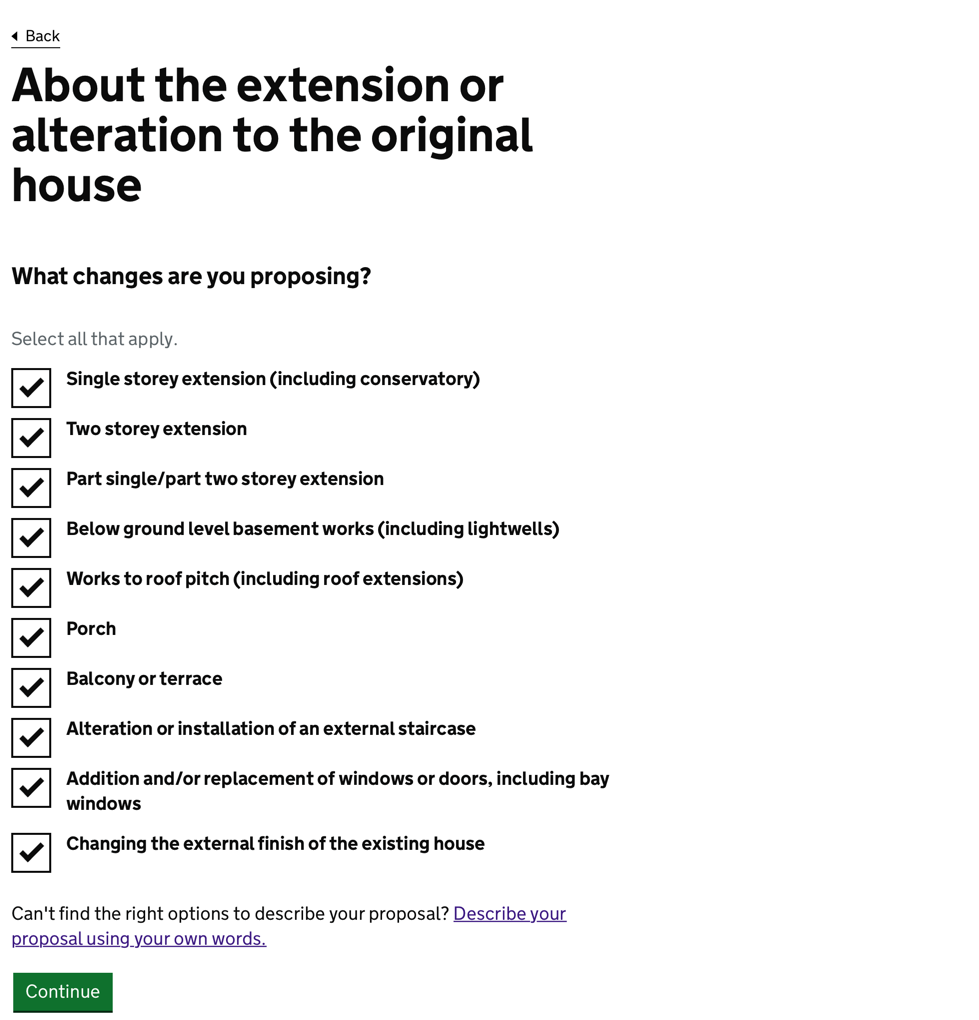 Back
About the extension or
alteration to the original
house
What changes are you proposing?
Select all that apply.
Single storey extension (including conservatory)
Two storey extension
Part single/part two storey extension
Below ground level basement works (including lightwells)
Works to roof pitch (including roof extensions)
Porch
Balcony or terrace
Alteration or installation of an external staircase
Addition and/or replacement of windows or doors, including bay
windows
Changing the external finish of the existing house
Can't find the right options to describe your proposal? Describe your
proposal using your own words.
Continue